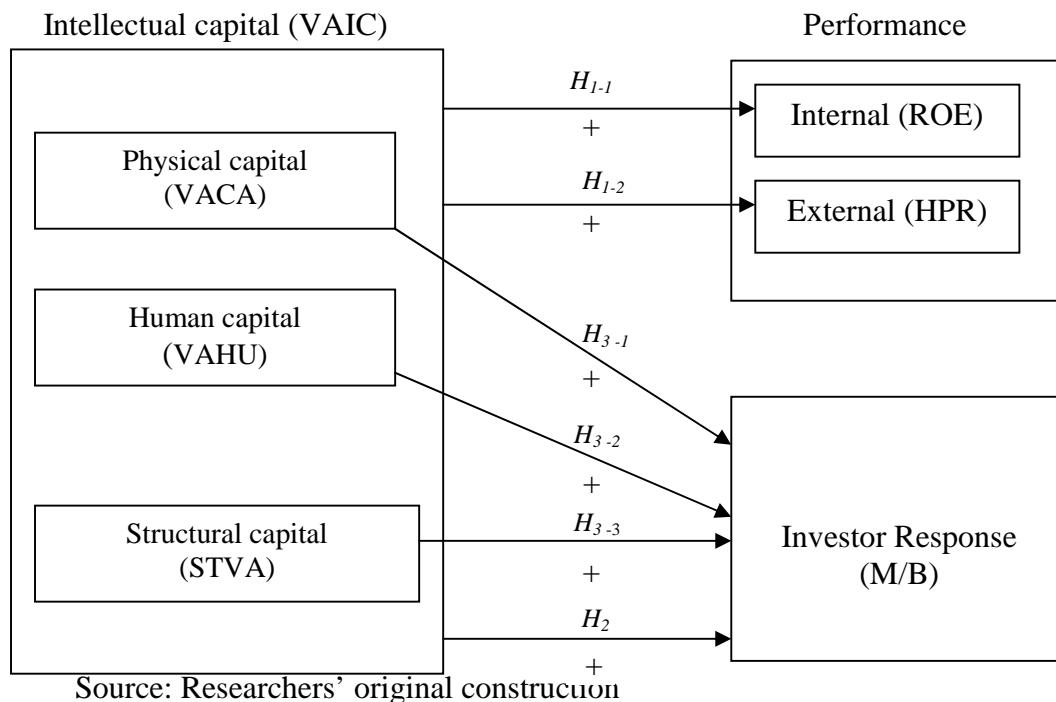 Intellectual capital (VAIC)
Performance
H1-1
+
Internal (ROE)
Physical capital
(VACA)
H1-2
+
External (HPR)
Human capital
(VAHU)
H3-1
+
H3-2
+
Structural capital
(STVA)
H3-3
+
Investor Response
(M/B)
H2
+
Source: Researchers' original construction